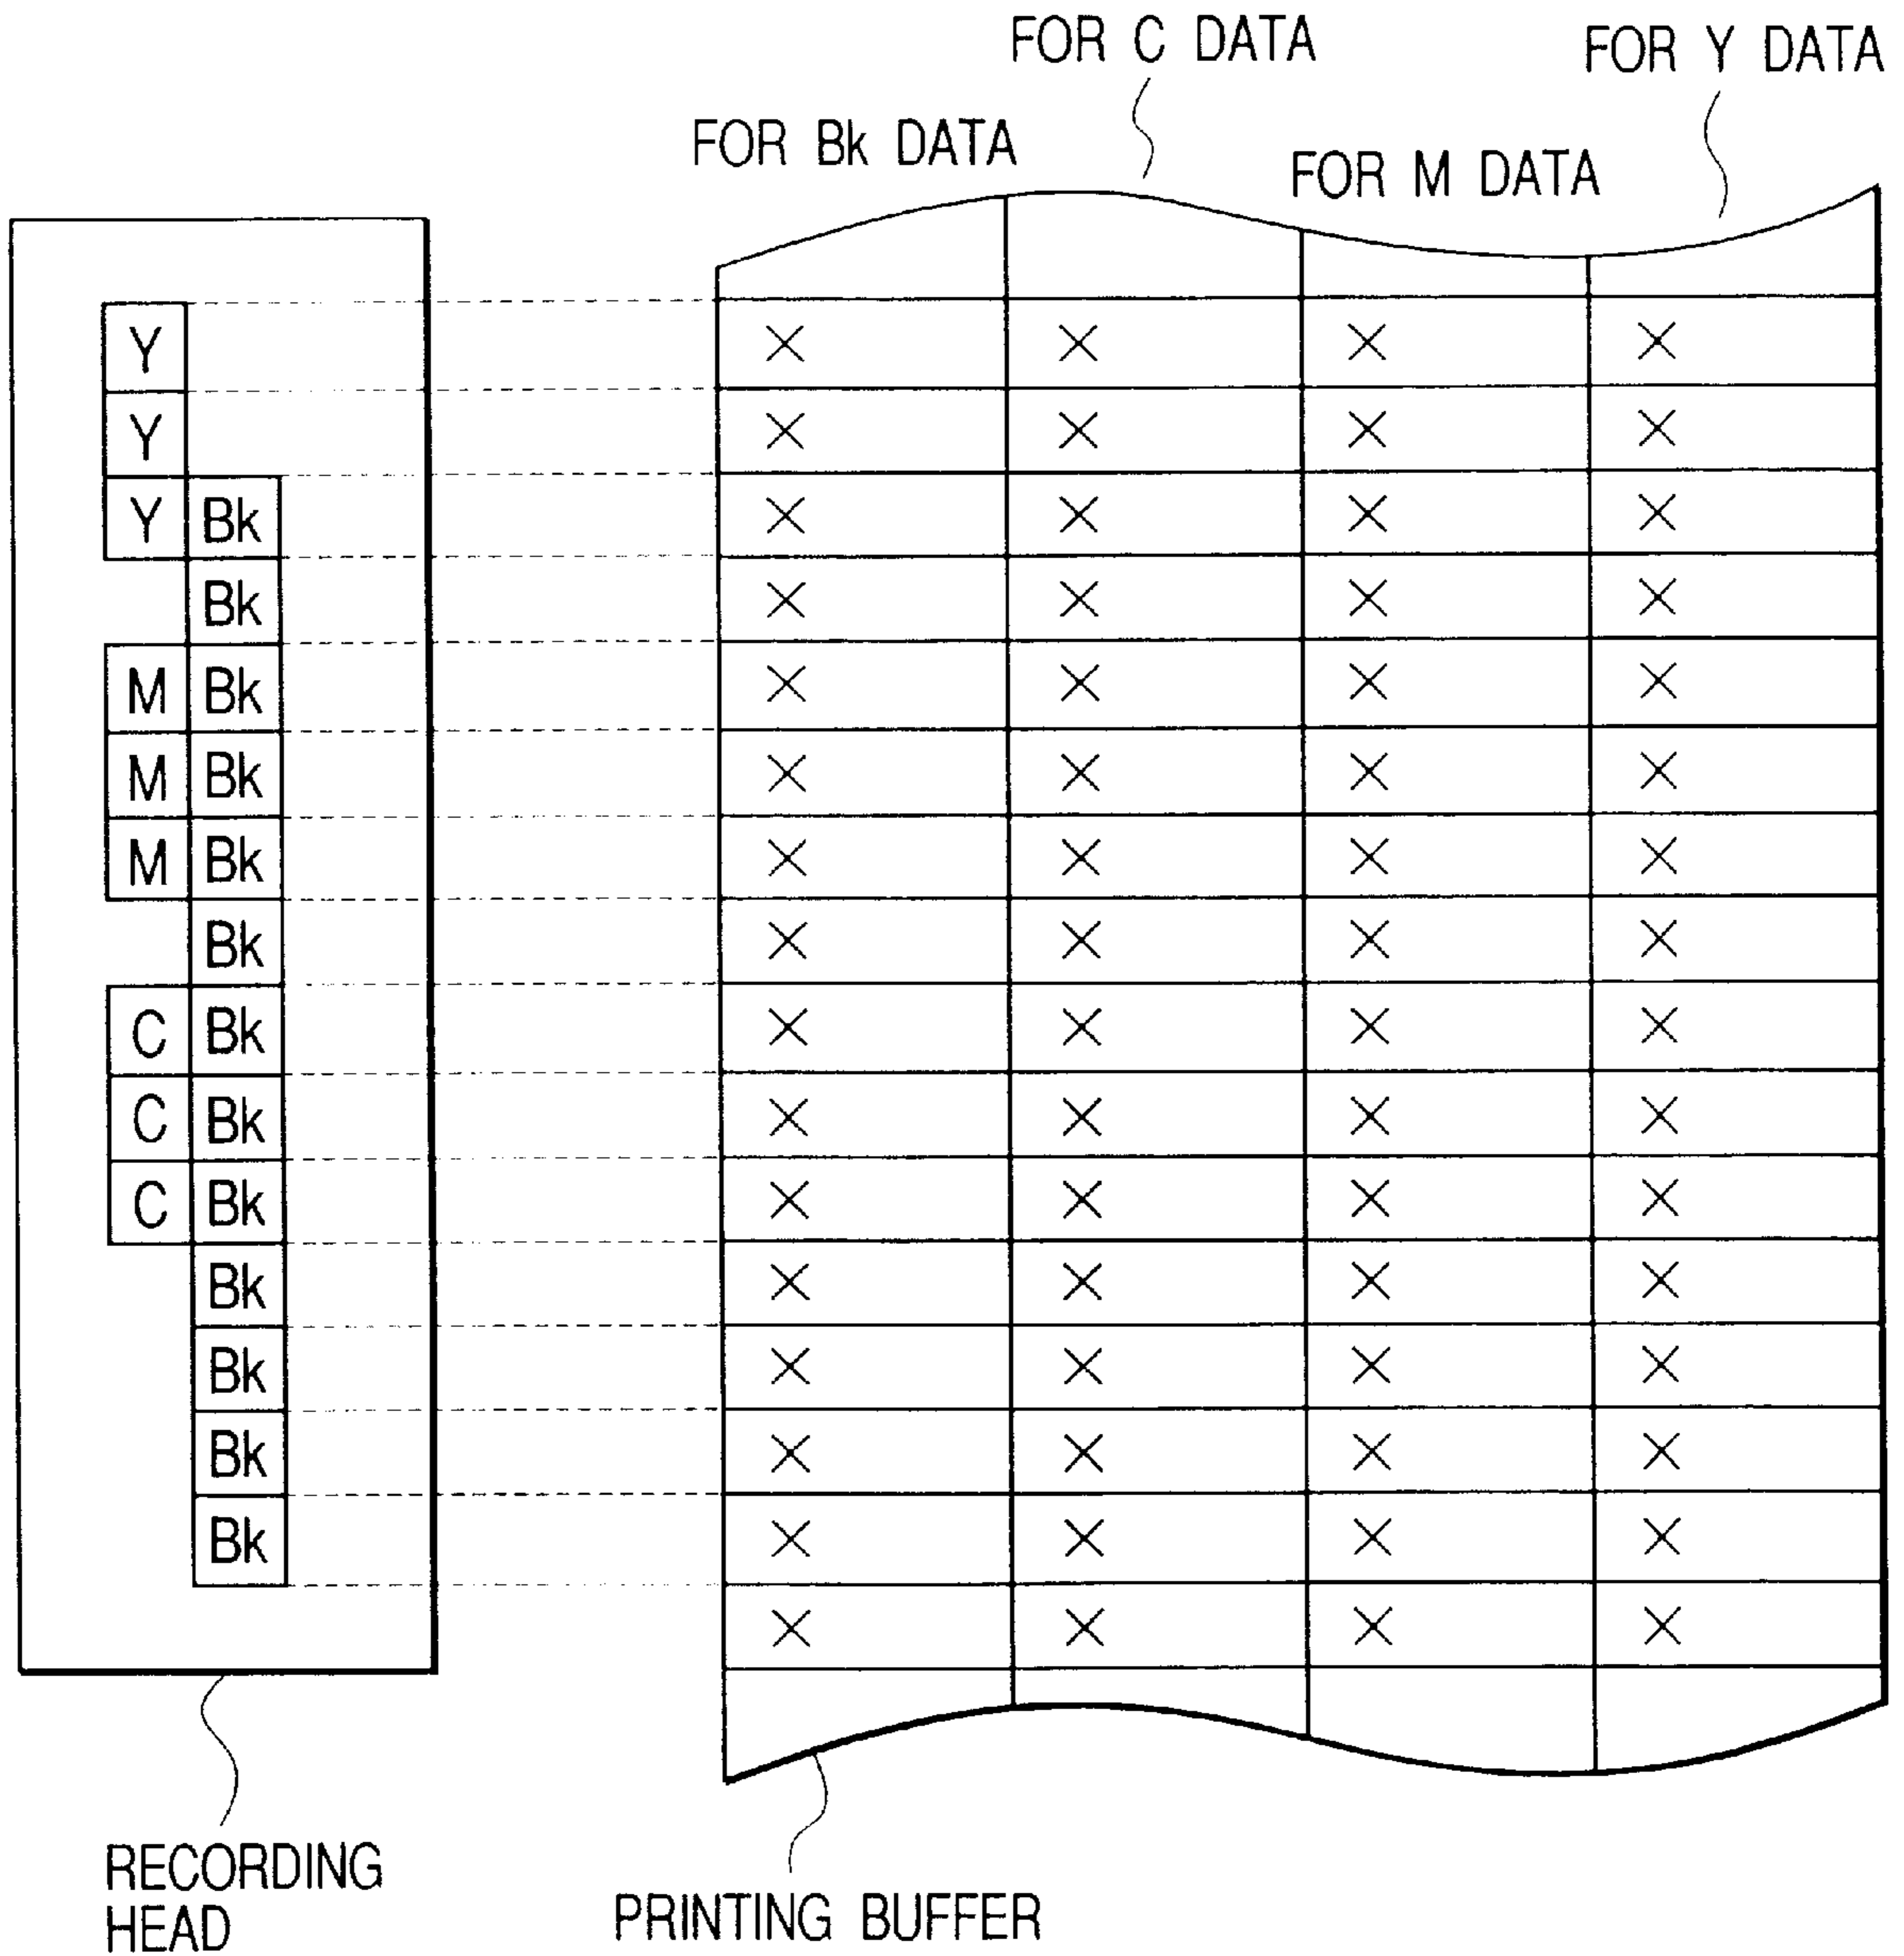 FOR C DATA
FOR Y DATA
FOR Bk DATA
FOR M DATA
Y × × × ×
Y × × × ×
Y Bk × × × ×
Bk × × × ×
M Bk × × × ×
M Bk × × × ×
M Bk × × × ×
Bk × × × ×
C Bk × × × ×
C Bk × × × ×
C Bk × × × ×
Bk × × × ×
Bk × × × ×
Bk × × × ×
Bk × × × ×
× × × ×
RECORDING
HEAD
PRINTING BUFFER